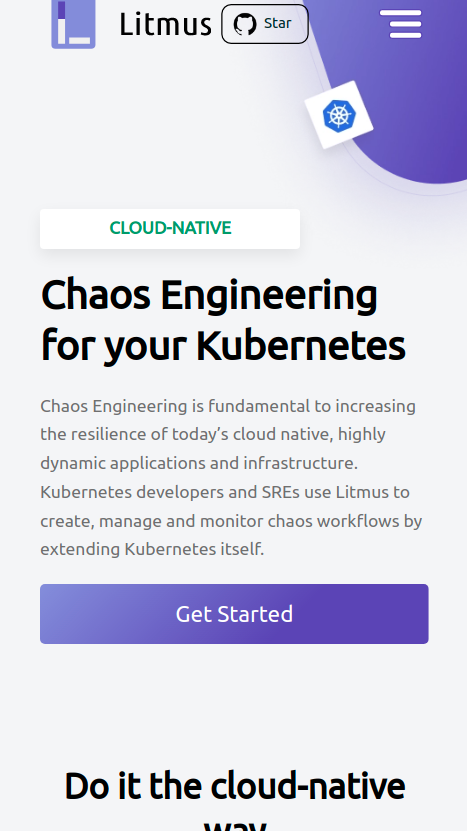 Litmus
Star
CLOUD-NATIVE
Chaos Engineering
for your Kubernetes
Chaos Engineering is fundamental to increasing
the resilience of today’s cloud native, highly
dynamic applications and infrastructure.
Kubernetes developers and SREs use Litmus to
create, manage and monitor chaos workflows by
extending Kubernetes itself.
Get Started
Do it the cloud-native
way